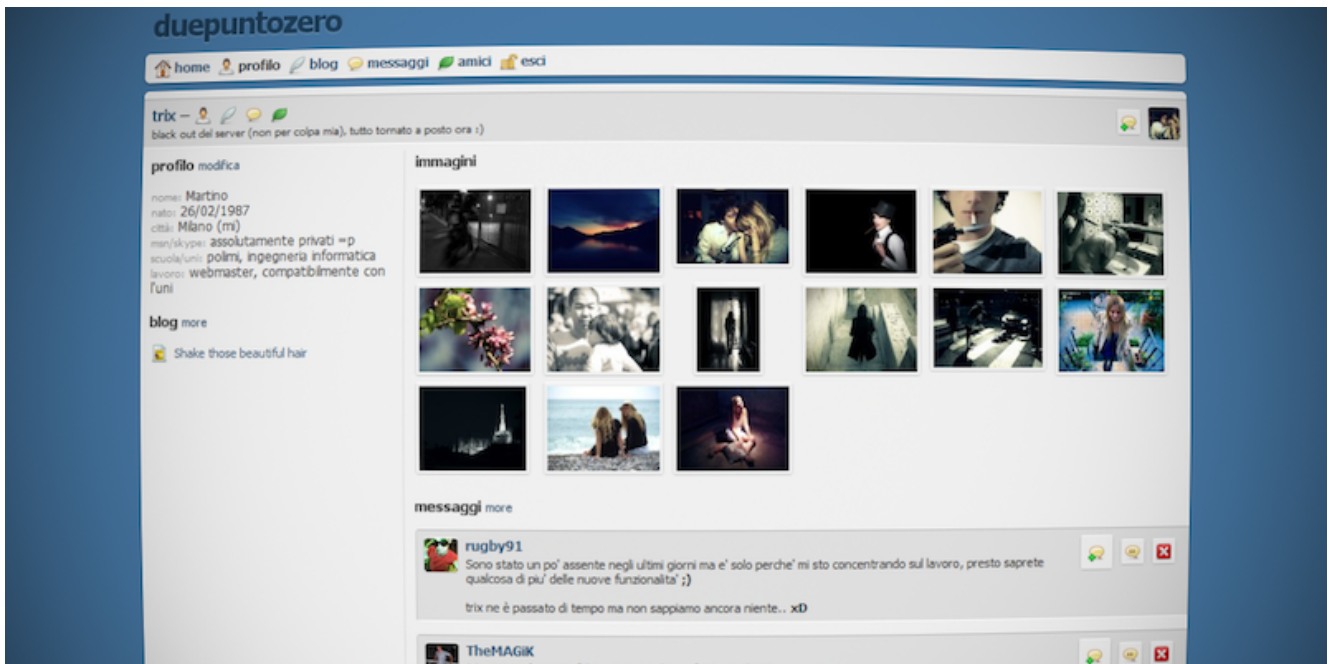 duepuntozero
home profilo blog messaggi amici esci
trix –
black out del server (non per colpa mia), tutto tornato a posto ora :)
profilo modifica
nome: Martino
nato: 26/02/1987
città: Milano (mi)
msn/skype: assolutamente privati =p
scuola/uni: polimi, ingegneria informatica
lavoro: webmaster, compatibilmente con
l'uni
blog more
Shake those beautiful hair
immagini
messaggi more
rugby91
Sono stato un po' assente negli ultimi giorni ma e' solo perche' mi sto concentrando sul lavoro, presto saprete
qualcosa di piu' delle nuove funzionalita' ;)
trix ne è passato di tempo ma non sappiamo ancora niente.. xD
TheMAGiK